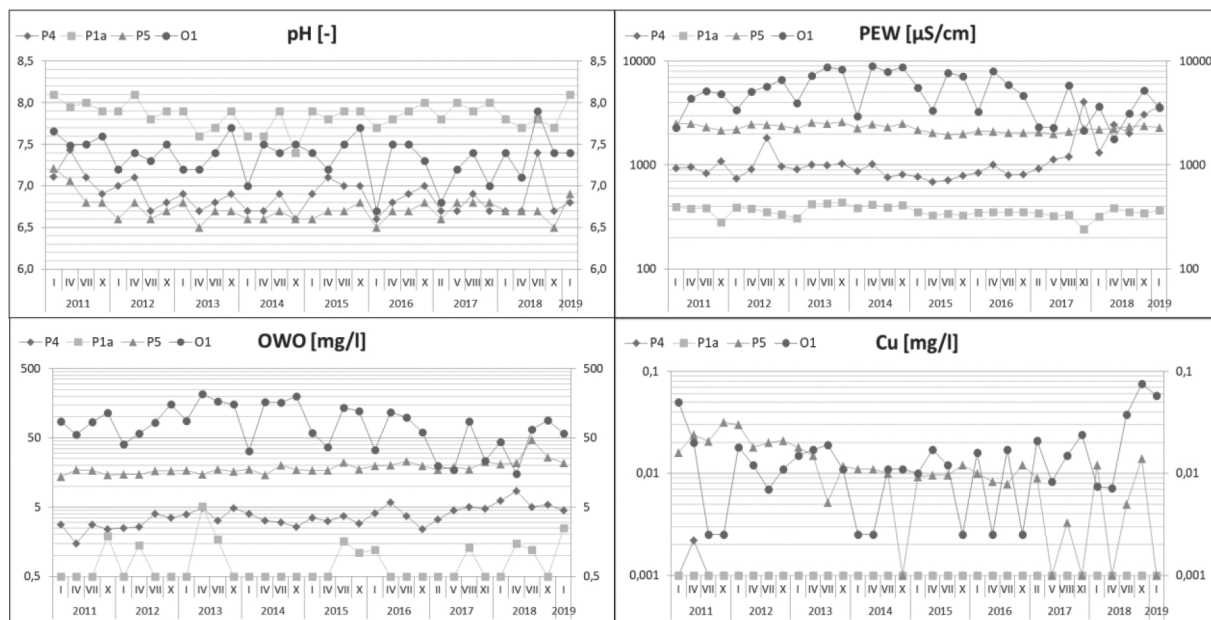 pH [-]
P4 P1a P5 O1
8,5 8,5
8,0 8,0
7,5 7,5
7,0 7,0
6,5 6,5
6,0 6,0
I IV VII X I IV VII X I IV VII X I IV VII X I IV VII X I IV VII X II V VIII XI I IV VII X I
2011 2012 2013 2014 2015 2016 2017 2018 2019
PEW [µS/cm]
P4 P1a P5 O1
10000 10000
1000 1000
100 100
I IV VII X I IV VII X I IV VII X I IV VII X I IV VII X I IV VII X II V VIII XI I IV VII X I
2011 2012 2013 2014 2015 2016 2017 2018 2019
OWO [mg/l]
P4 P1a P5 O1
500 500
50 50
5 5
0,5 0,5
I IV VII X I IV VII X I IV VII X I IV VII X I IV VII X I IV VII X II V VIII XI I IV VII X I
2011 2012 2013 2014 2015 2016 2017 2018 2019
Cu [mg/l]
P4 P1a P5 O1
0,1 0,1
0,01 0,01
0,001 0,001
I IV VII X I IV VII X I IV VII X I IV VII X I IV VII X I IV VII X II V VIII XI I IV VII X I
2011 2012 2013 2014 2015 2016 2017 2018 2019